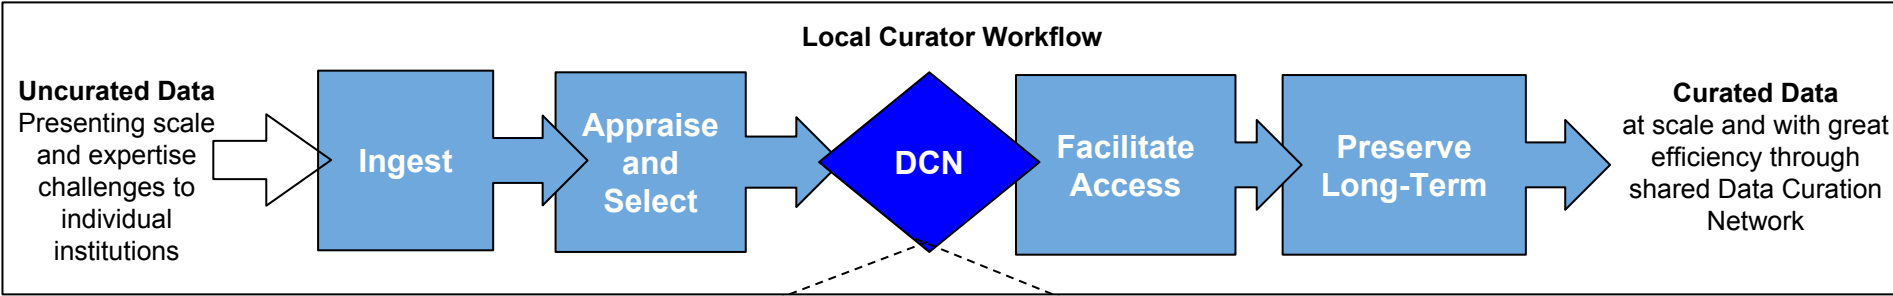 Local Curator Workflow
Uncurated Data
Presenting scale
and expertise
challenges to
individual
institutions
Ingest
Appraise
and
Select
DCN
Facilitate
Access
Preserve
Long-Term
Curated Data
at scale and with great
efficiency through
shared Data Curation
Network